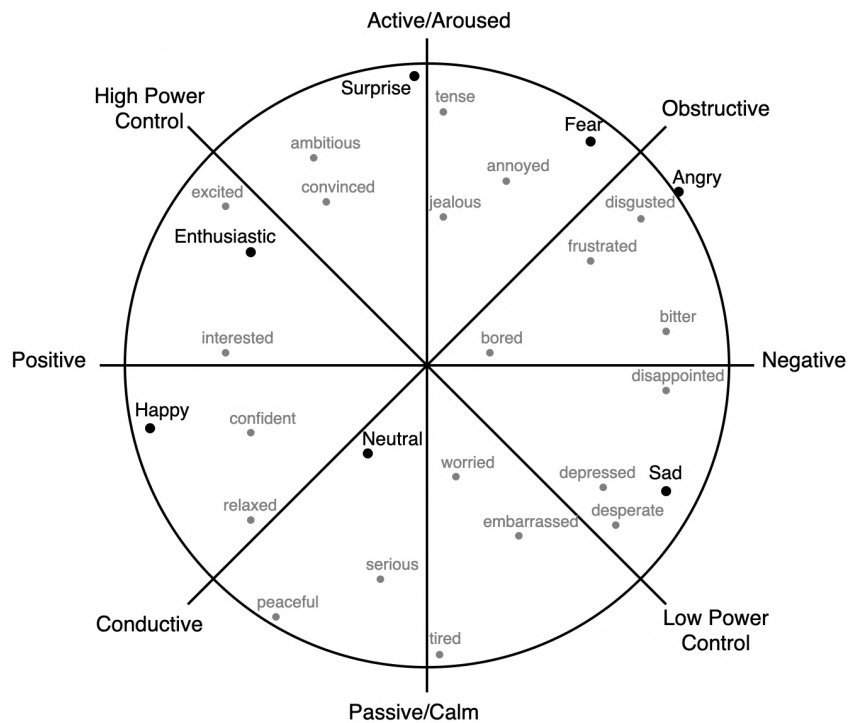 Active/Aroused
Surprise
tense
High Power
Control
Obstructive
Fear
ambitious
annoyed
Angry
excited
convinced
jealous
disgusted
Enthusiastic
frustrated
bitter
interested
bored
Positive
Negative
disappointed
Happy
confident
Neutral
worried
depressed
Sad
relaxed
embarrassed
desperate
serious
peaceful
Conductive
Low Power
Control
tired
Passive/Calm